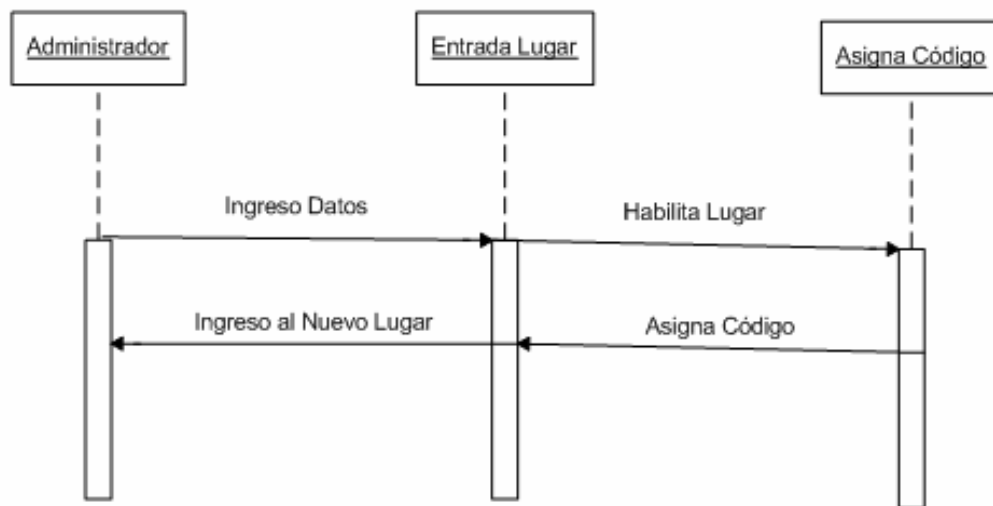 Administrador
Entrada Lugar
Asigna Código
Ingreso Datos
Habilita Lugar
Ingreso al Nuevo Lugar
Asigna Código